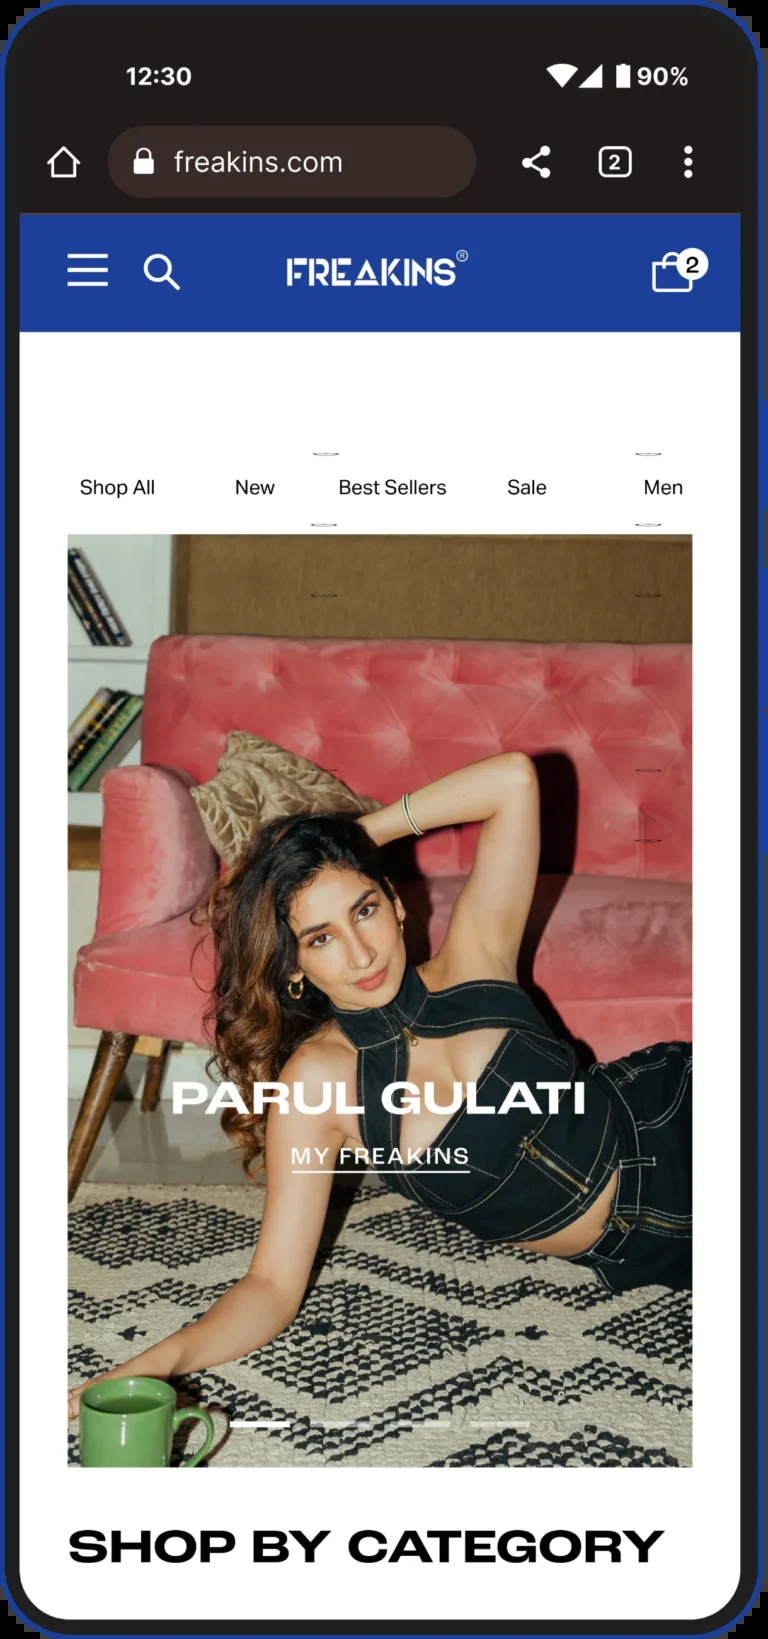 12:30
90%
freakins.com
2
FREAKINS®
2
Shop All New Best Sellers Sale Men
PARUL GULATI
MY FREAKINS
SHOP BY CATEGORY